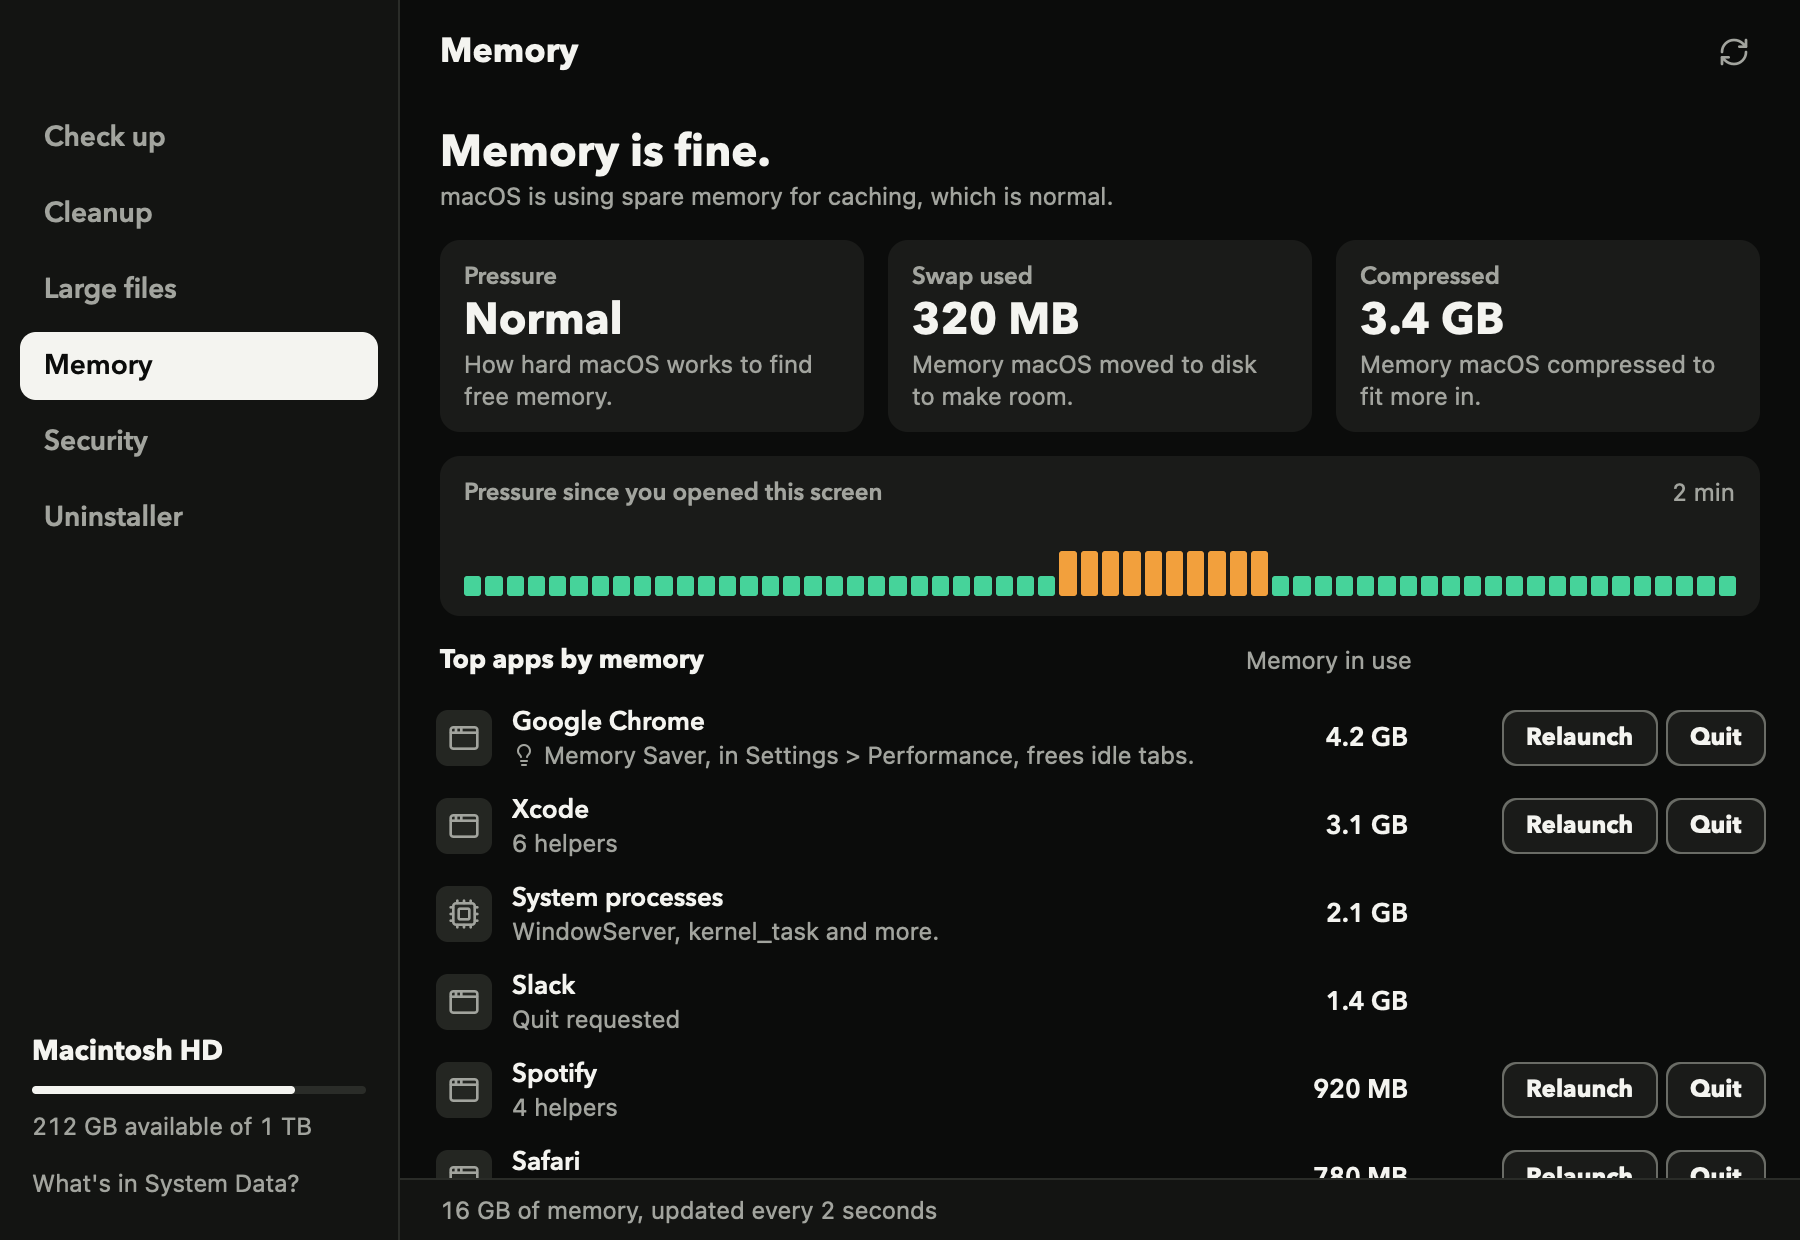 Memory
Check up
Cleanup
Large files
Memory
Security
Uninstaller
Macintosh HD
212 GB available of 1 TB
What's in System Data?
Memory is fine.
macOS is using spare memory for caching, which is normal.
Pressure
Normal
How hard macOS works to find
free memory.
Swap used
320 MB
Memory macOS moved to disk
to make room.
Compressed
3.4 GB
Memory macOS compressed to
fit more in.
Pressure since you opened this screen
2 min
Top apps by memory
Memory in use
Google Chrome
Memory Saver, in Settings > Performance, frees idle tabs.
4.2 GB
Relaunch
Quit
Xcode
6 helpers
3.1 GB
Relaunch
Quit
System processes
WindowServer, kernel_task and more.
2.1 GB
Slack
Quit requested
1.4 GB
Spotify
4 helpers
920 MB
Relaunch
Quit
Safari
780 MB
Relaunch
Quit
16 GB of memory, updated every 2 seconds